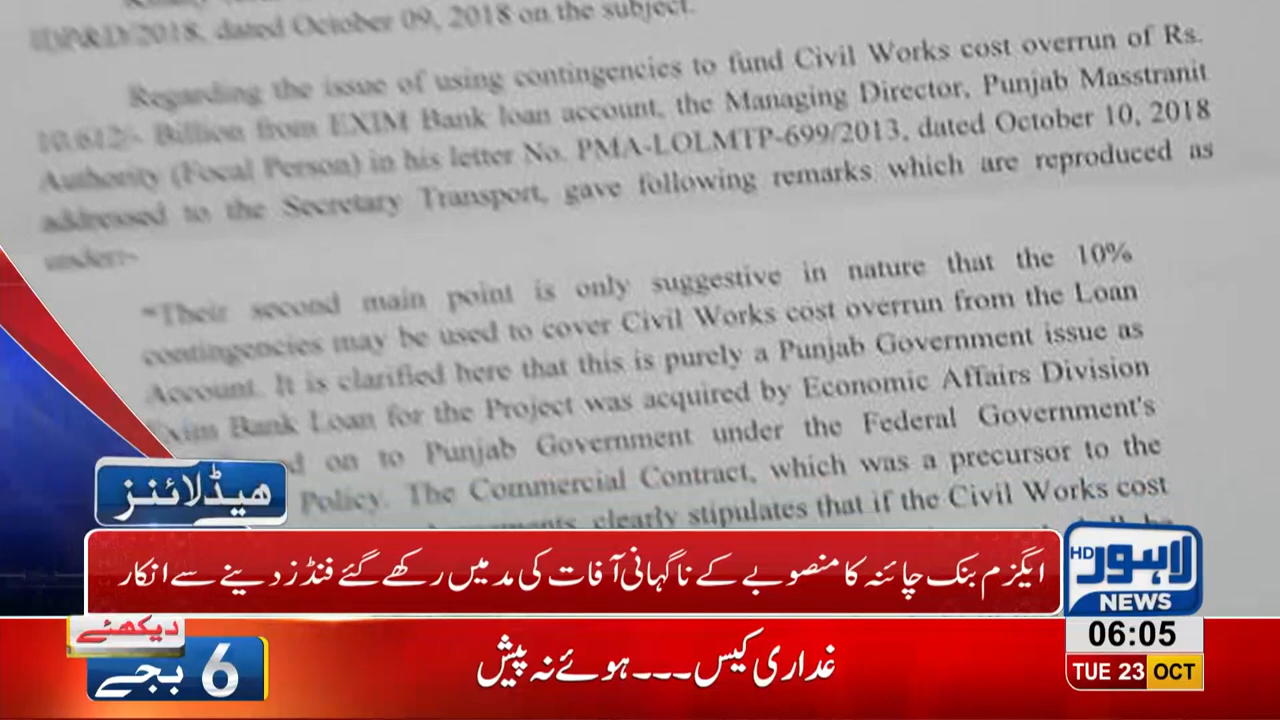 IDP&D/2018, dated October 09, 2018 on the subject.
Regarding the issue of using contingencies to fund Civil Works cost overrun of Rs.
10.612/- Billion from EXIM Bank loan account, the Managing Director, Punjab Masstranit
Authority (Focal Person) in his letter No. PMA-LOLMTP-699/2013, dated October 10, 2018
addressed to the Secretary Transport, gave following remarks which are reproduced as
under:-
"Their second main point is only suggestive in nature that the 10%
contingencies may be used to cover Civil Works cost overrun from the Loan
Account. It is clarified here that this is purely a Punjab Government issue as
Exim Bank Loan for the Project was acquired by Economic Affairs Division
on to Punjab Government under the Federal Government's
Policy. The Commercial Contract, which was a precursor to the
clearly stipulates that if the Civil Works cost
ھیڈلائنز
ایگزم بنک چائنہ کا منصوبے کے ناگہانی آفات کی مد میں رکھے گئے فنڈز دینے سے انکار
HD لاہور
NEWS
دیکھئے
6 بجے
غداری کیس۔۔۔ہوئے نہ پیش
06:05
TUE 23 OCT